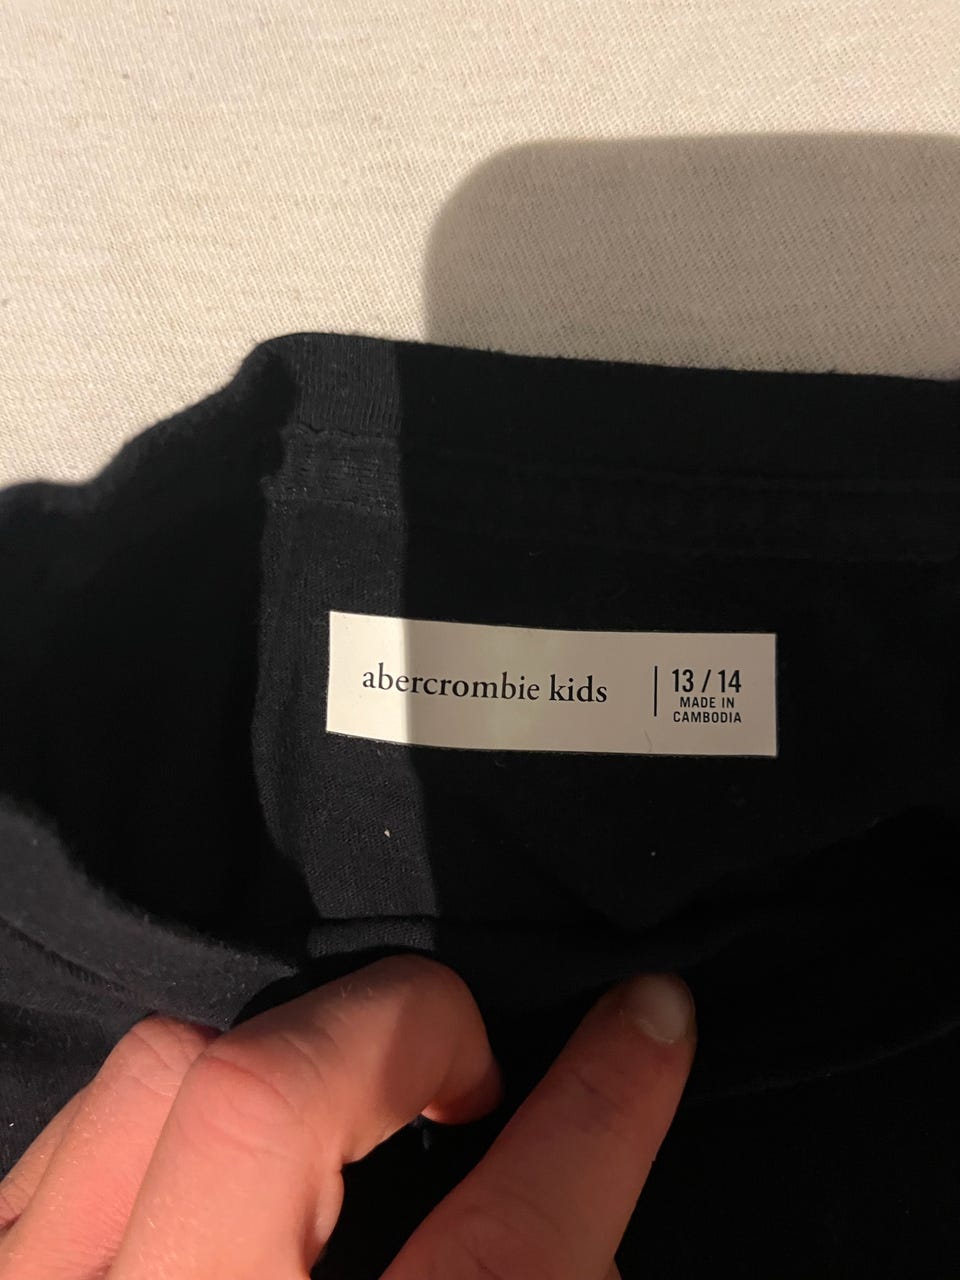 abercrombie kids
13 / 14
MADE IN
CAMBODIA